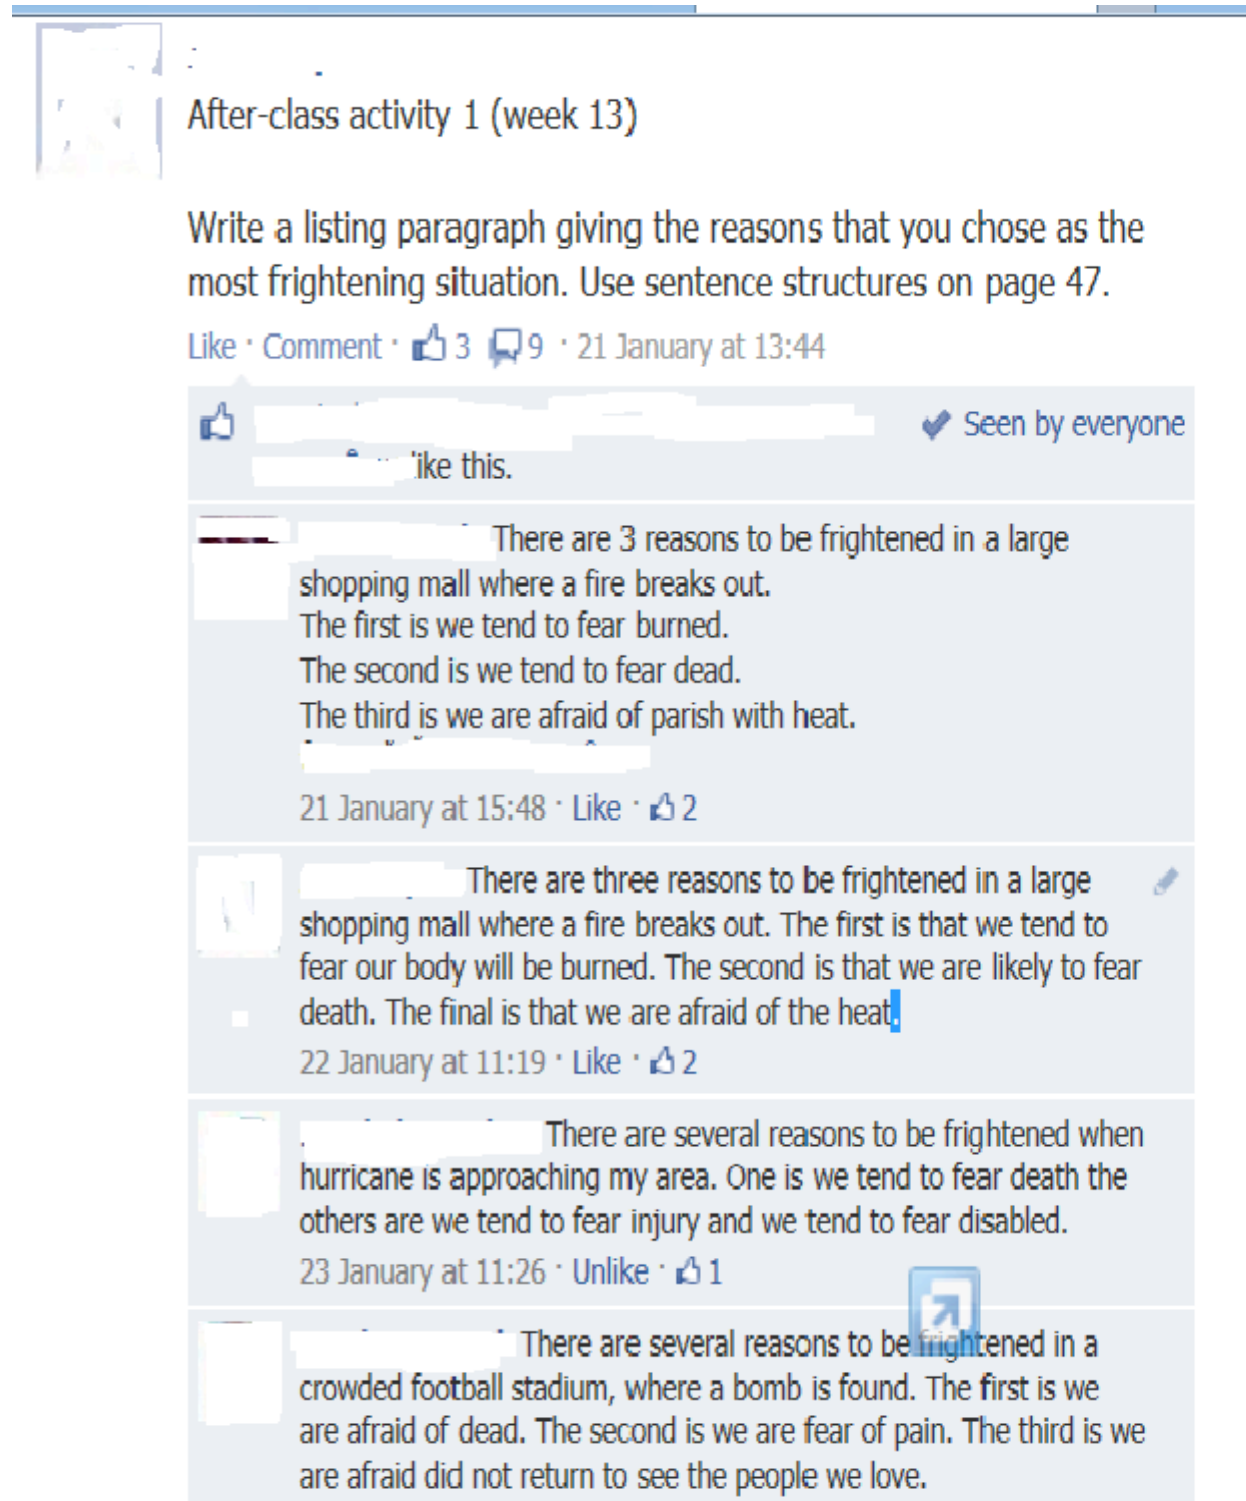 After-class activity 1 (week 13)
Write a listing paragraph giving the reasons that you chose as the
most frightening situation. Use sentence structures on page 47.
Like · Comment · 3 9 · 21 January at 13:44
Seen by everyone
like this.
There are 3 reasons to be frightened in a large
shopping mall where a fire breaks out.
The first is we tend to fear burned.
The second is we tend to fear dead.
The third is we are afraid of parish with heat.
21 January at 15:48 · Like · 2
There are three reasons to be frightened in a large
shopping mall where a fire breaks out. The first is that we tend to
fear our body will be burned. The second is that we are likely to fear
death. The final is that we are afraid of the heat.
22 January at 11:19 · Like · 2
There are several reasons to be frightened when
hurricane is approaching my area. One is we tend to fear death the
others are we tend to fear injury and we tend to fear disabled.
23 January at 11:26 · Unlike · 1
There are several reasons to be frightened in a
crowded football stadium, where a bomb is found. The first is we
are afraid of dead. The second is we are fear of pain. The third is we
are afraid did not return to see the people we love.